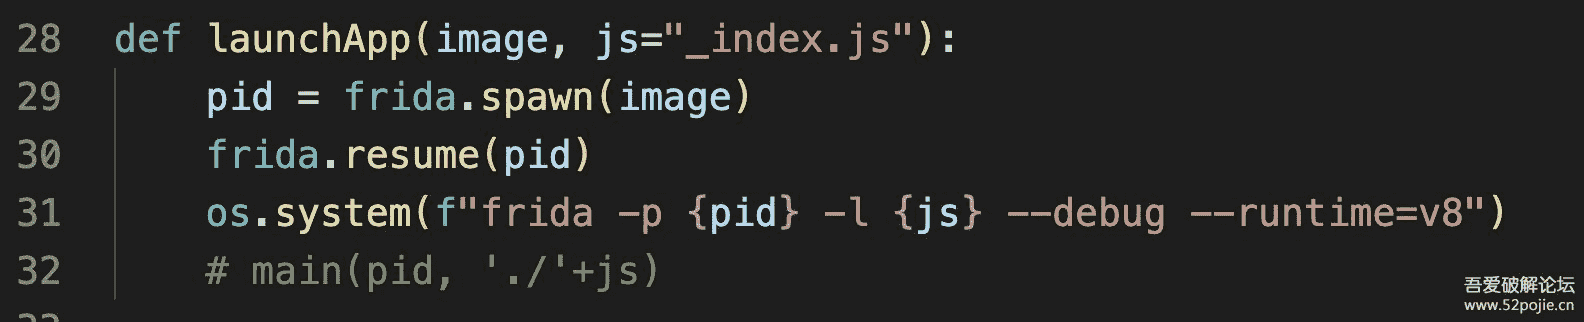 28 def launchApp(image, js="_index.js"):
29 pid = frida.spawn(image)
30 frida.resume(pid)
31 os.system(f"frida -p {pid} -l {js} --debug --runtime=v8")
32 # main(pid, './'+js)
吾爱破解论坛
www.52pojie.cn